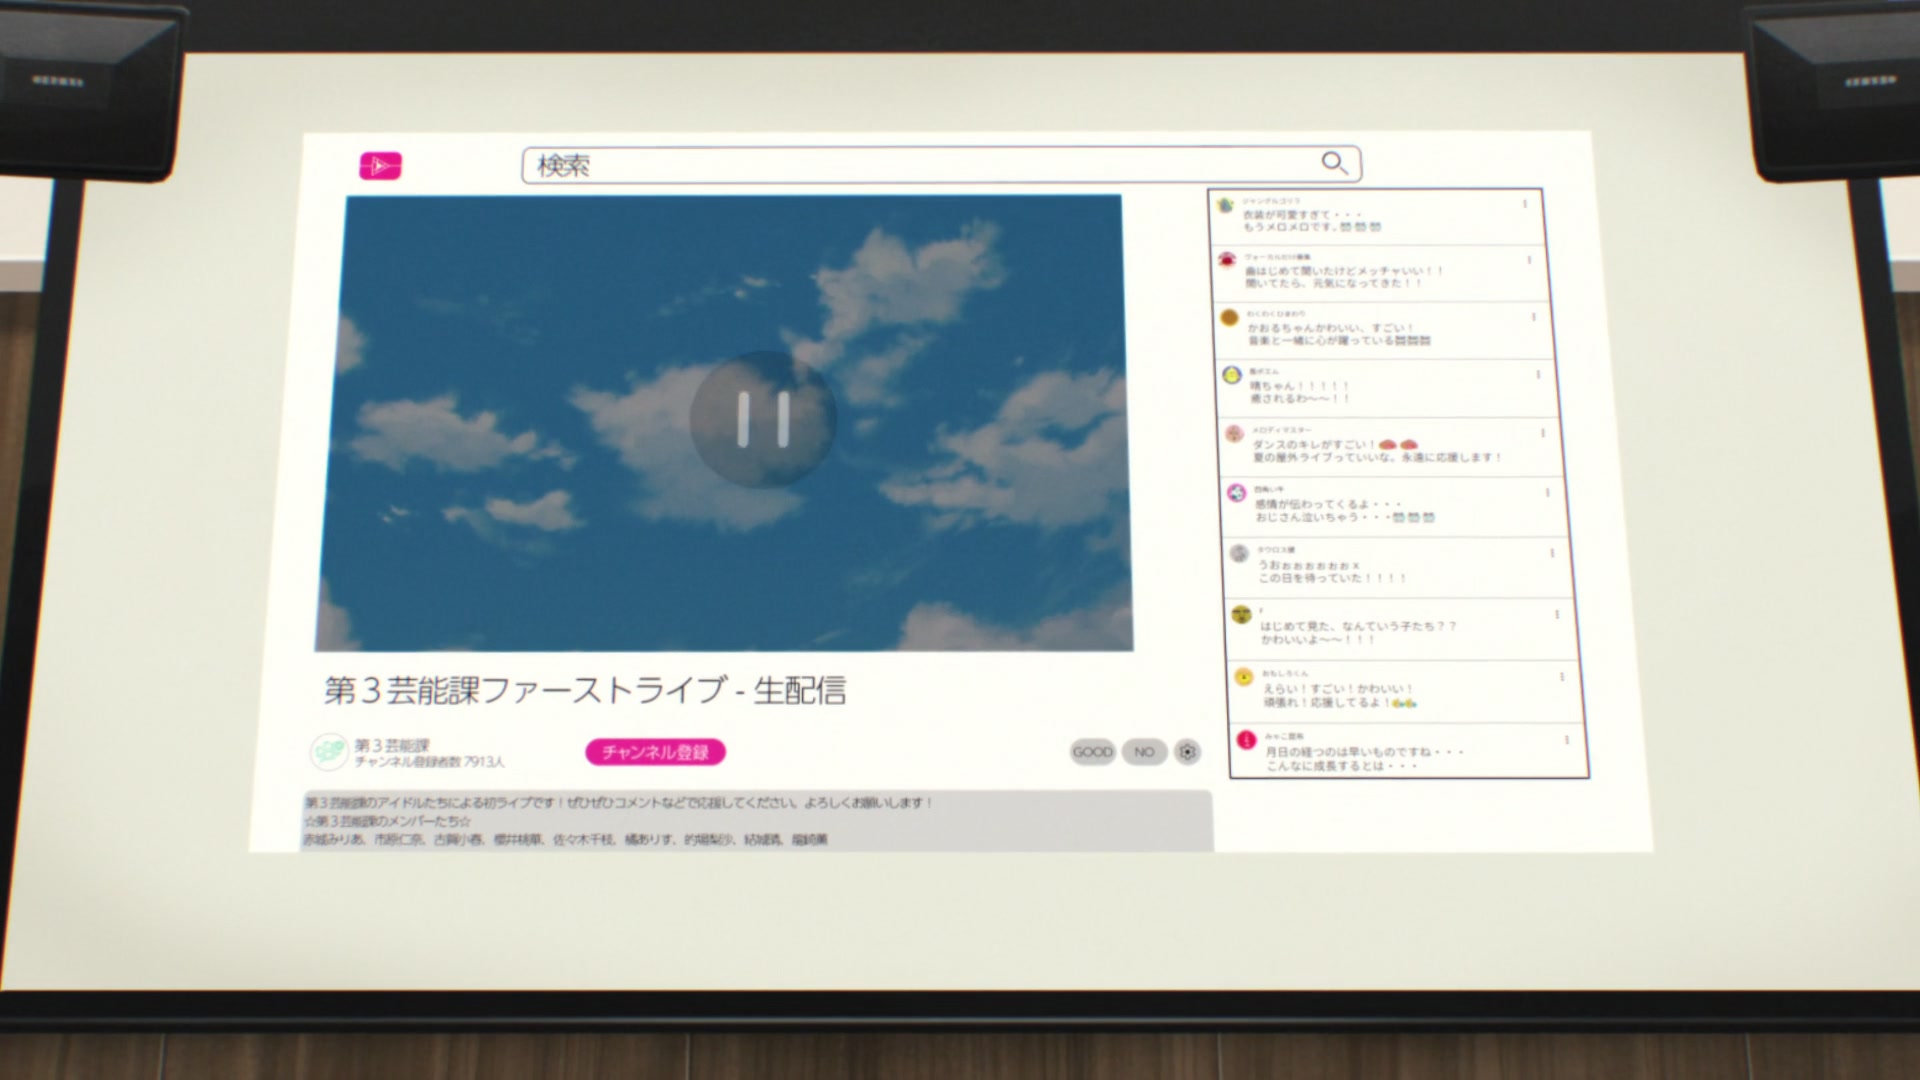 検索
第３芸能課ファーストライブ - 生配信
第３芸能課
チャンネル登録者数 7913人
チャンネル登録
GOOD
NO
第３芸能課のアイドルたちによる初ライブです！ぜひぜひコメントなどで応援してください。よろしくお願いします！
☆第３芸能課のメンバーたち☆
赤城みりあ、市原仁奈、古賀小春、櫻井桃華、佐々木千枝、橘ありす、的場梨沙、結城晴、龍崎薫
ジャングルゴリラ
衣装が可愛すぎて・・・
もうメロメロです。
曲はじめて聞いたけどメッチャいい！！
聞いてたら、元気になってきた！！
わくわくひまわり
かおるちゃんかわいい、すごい！
音楽と一緒に心が躍っている
晴ちゃん！！！！！
癒されるわ～～！！
メロディマスター
ダンスのキレがすごい！
夏の屋外ライブっていいな。永遠に応援します！
感情が伝わってくるよ・・・
おじさん泣いちゃう・・・
うおぉぉぉぉぉぉｘ
この日を待っていた！！！！
はじめて見た、なんていう子たち？？
かわいいよ～～！！！
おもしろくん
えらい！すごい！かわいい！
頑張れ！応援してるよ！
月日の経つのは早いものですね・・・
こんなに成長するとは・・・